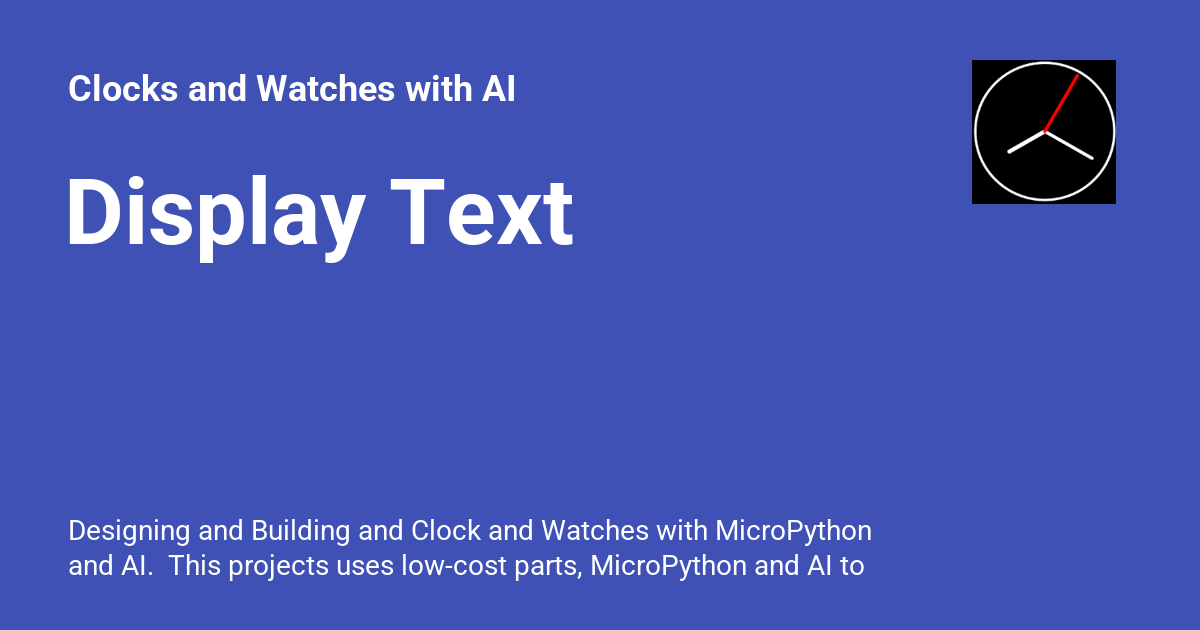 Clocks and Watches with AI
Display Text
Designing and Building and Clock and Watches with MicroPython
and AI.  This projects uses low-cost parts, MicroPython and AI to